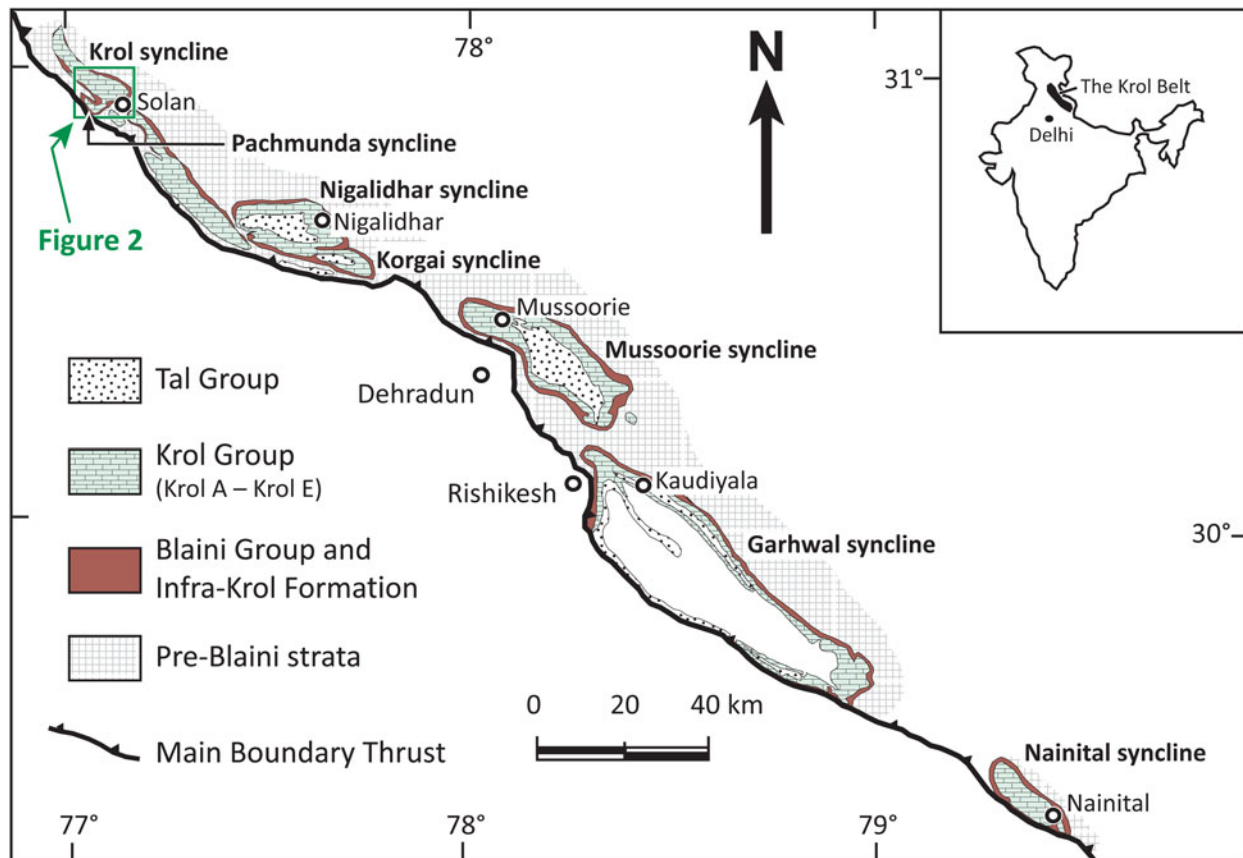 78°
N
31°
Krol syncline
Solan
Pachmunda syncline
Nigalidhar syncline
Nigalidhar
Figure 2
Korgai syncline
The Krol Belt
Delhi
Mussoorie
Mussoorie syncline
Dehradun
Rishikesh
Kaudiyala
Garhwal syncline
30°
Tal Group
Krol Group
(Krol A – Krol E)
Blaini Group and
Infra-Krol Formation
Pre-Blaini strata
Main Boundary Thrust
0 20 40 km
Nainital syncline
Nainital
77° 78° 79°